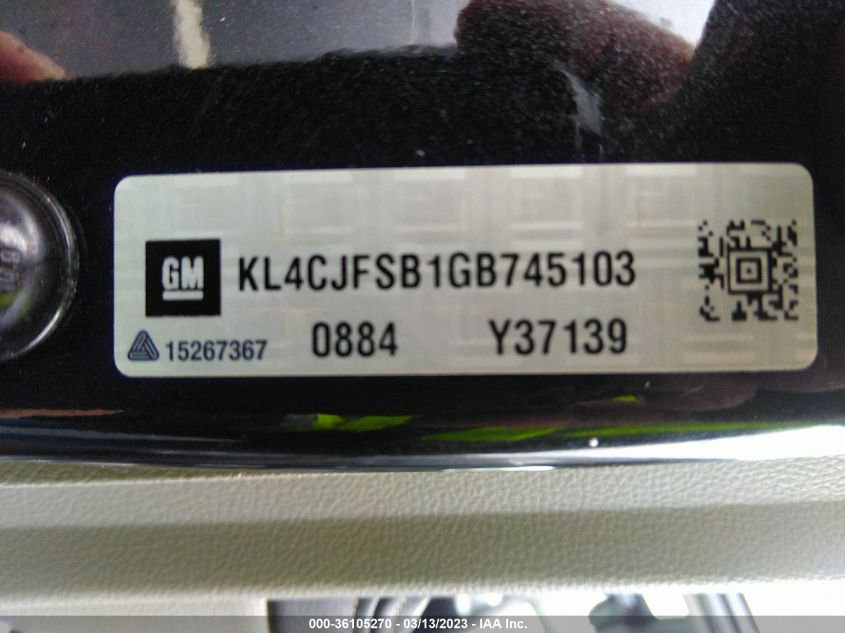 GM KL4CJFSB1GB745103
15267367 0884 Y37139
000-36105270 - 03/13/2023 - IAA Inc.